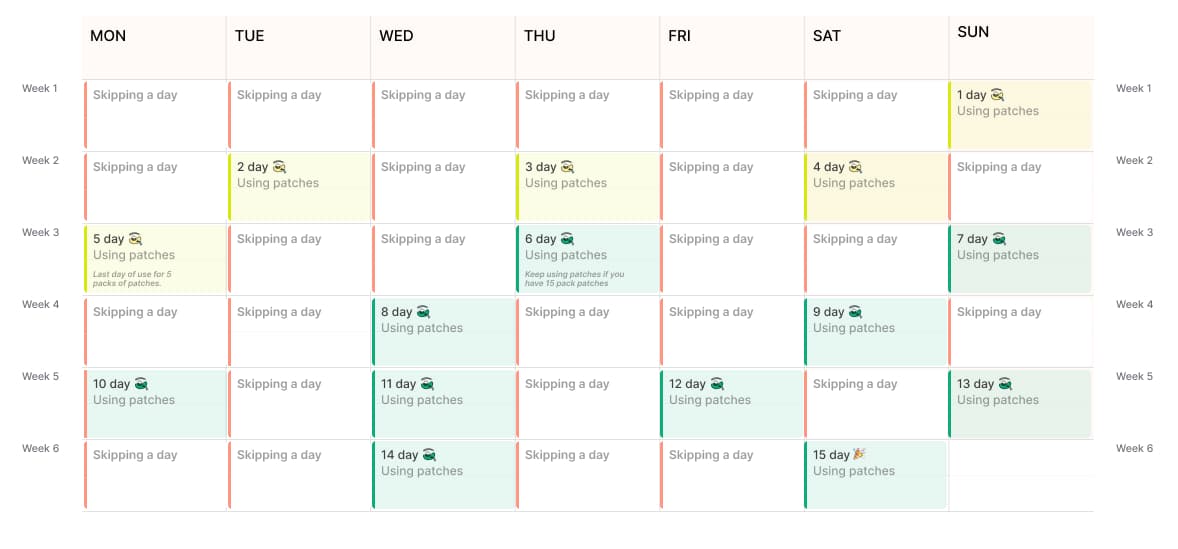 MON TUE WED THU FRI SAT SUN
Week 1 Skipping a day Skipping a day Skipping a day Skipping a day Skipping a day Skipping a day 1 day Week 1
Using patches
Week 2 Skipping a day 2 day Skipping a day 3 day Skipping a day 4 day Skipping a day Week 2
Using patches Using patches Using patches
Week 3 5 day Skipping a day Skipping a day 6 day Skipping a day Skipping a day 7 day Week 3
Using patches Using patches Using patches
Last day of use for 5 Keep using patches if you
packs of patches. have 15 pack patches
Week 4 Skipping a day Skipping a day 8 day Skipping a day Skipping a day 9 day Skipping a day Week 4
Using patches Using patches
Week 5 10 day Skipping a day 11 day Skipping a day 12 day Skipping a day 13 day Week 5
Using patches Using patches Using patches Using patches
Week 6 Skipping a day Skipping a day 14 day Skipping a day Skipping a day 15 day Week 6
Using patches Using patches